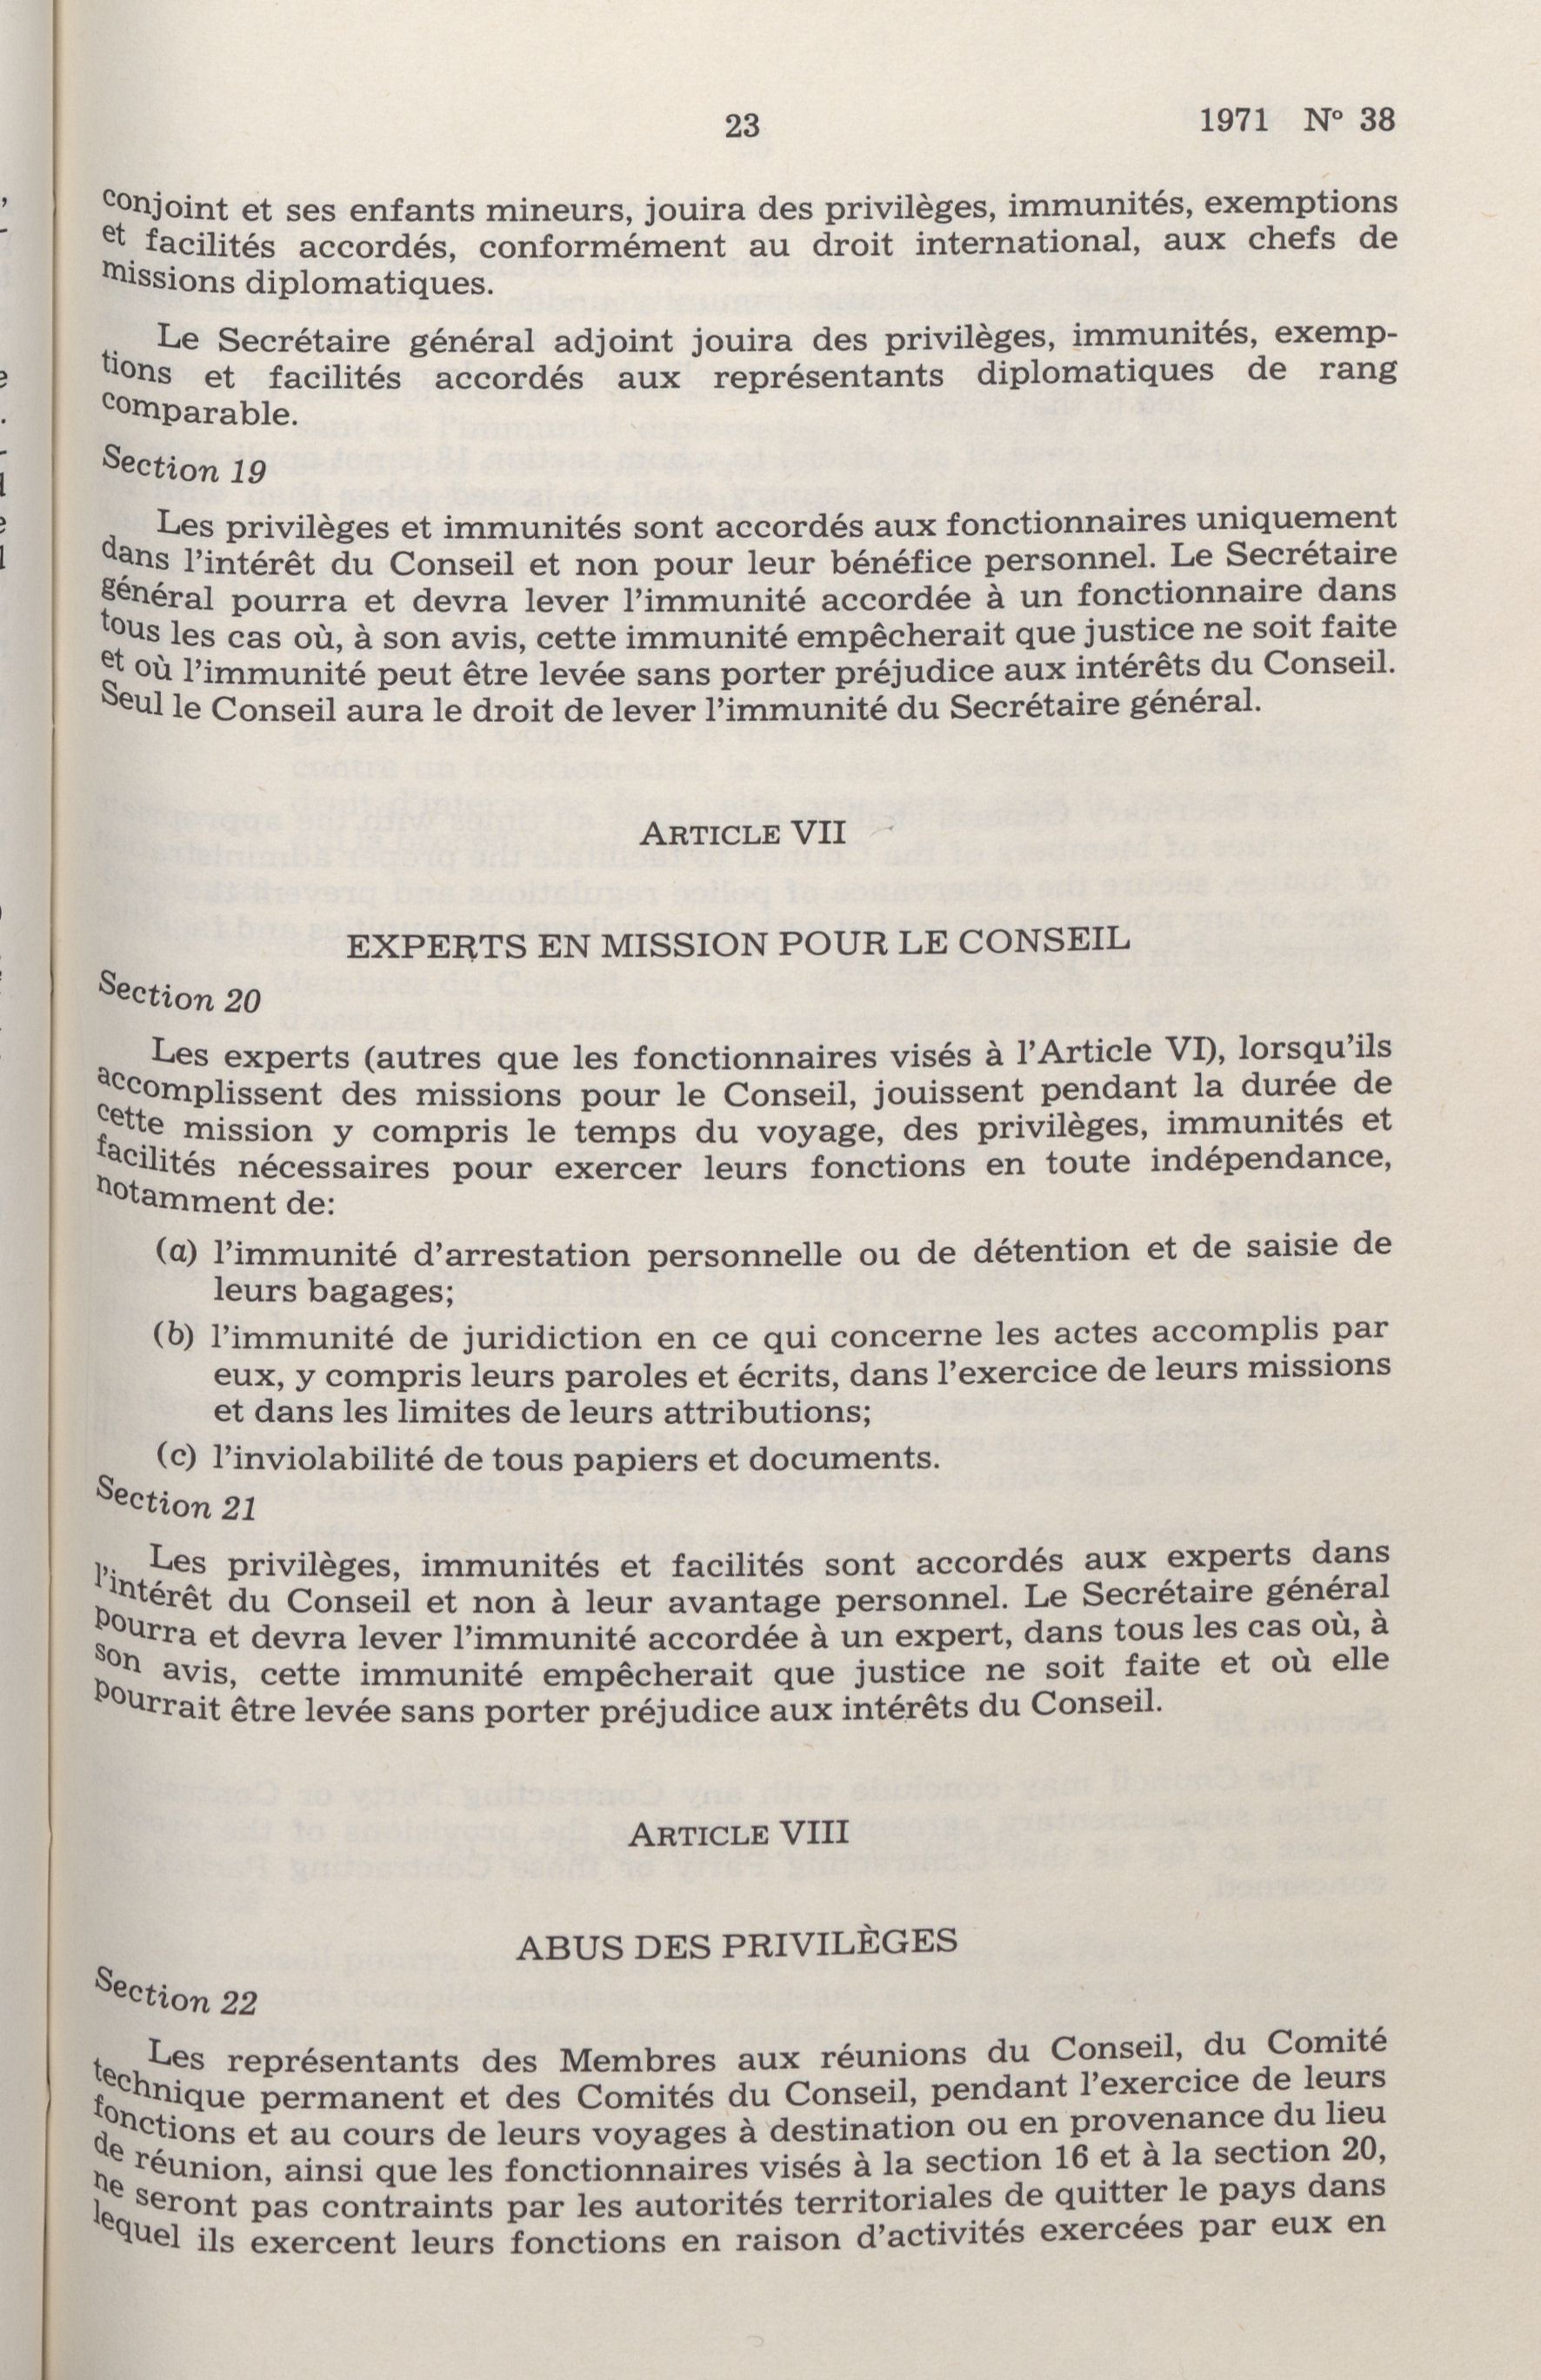 23
1971 Nº 38
conjoint et ses enfants mineurs, jouira des privilèges, immunités, exemptions
et facilités accordés, conformément au droit international, aux chefs de
missions diplomatiques.
Le Secrétaire général adjoint jouira des privilèges, immunités, exemp-
tions et facilités accordés aux représentants diplomatiques de rang
comparable.
Section 19
Les privilèges et immunités sont accordés aux fonctionnaires uniquement
dans l'intérêt du Conseil et non pour leur bénéfice personnel. Le Secrétaire
général pourra et devra lever l'immunité accordée à un fonctionnaire dans
tous les cas où, à son avis, cette immunité empêcherait que justice ne soit faite
et où l'immunité peut être levée sans porter préjudice aux intérêts du Conseil.
Seul le Conseil aura le droit de lever l'immunité du Secrétaire général.
ARTICLE VII
EXPERTS EN MISSION POUR LE CONSEIL
Section 20
Les experts (autres que les fonctionnaires visés à l'Article VI), lorsqu'ils
accomplissent des missions pour le Conseil, jouissent pendant la durée de
cette mission y compris le temps du voyage, des privilèges, immunités et
facilités nécessaires pour exercer leurs fonctions en toute indépendance,
notamment de:
(a) l'immunité d'arrestation personnelle ou de détention et de saisie de
leurs bagages;
(b) l'immunité de juridiction en ce qui concerne les actes accomplis par
eux, y compris leurs paroles et écrits, dans l'exercice de leurs missions
et dans les limites de leurs attributions;
(c) l'inviolabilité de tous papiers et documents.
Section 21
Les privilèges, immunités et facilités sont accordés aux experts dans
l'intérêt du Conseil et non à leur avantage personnel. Le Secrétaire général
pourra et devra lever l'immunité accordée à un expert, dans tous les cas où, à
son avis, cette immunité empêcherait que justice ne soit faite et où elle
pourrait être levée sans porter préjudice aux intérêts du Conseil.
ARTICLE VIII
ABUS DES PRIVILÈGES
Section 22
Les représentants des Membres aux réunions du Conseil, du Comité
technique permanent et des Comités du Conseil, pendant l'exercice de leurs
fonctions et au cours de leurs voyages à destination ou en provenance du lieu
de réunion, ainsi que les fonctionnaires visés à la section 16 et à la section 20,
ne seront pas contraints par les autorités territoriales de quitter le pays dans
lequel ils exercent leurs fonctions en raison d'activités exercées par eux en